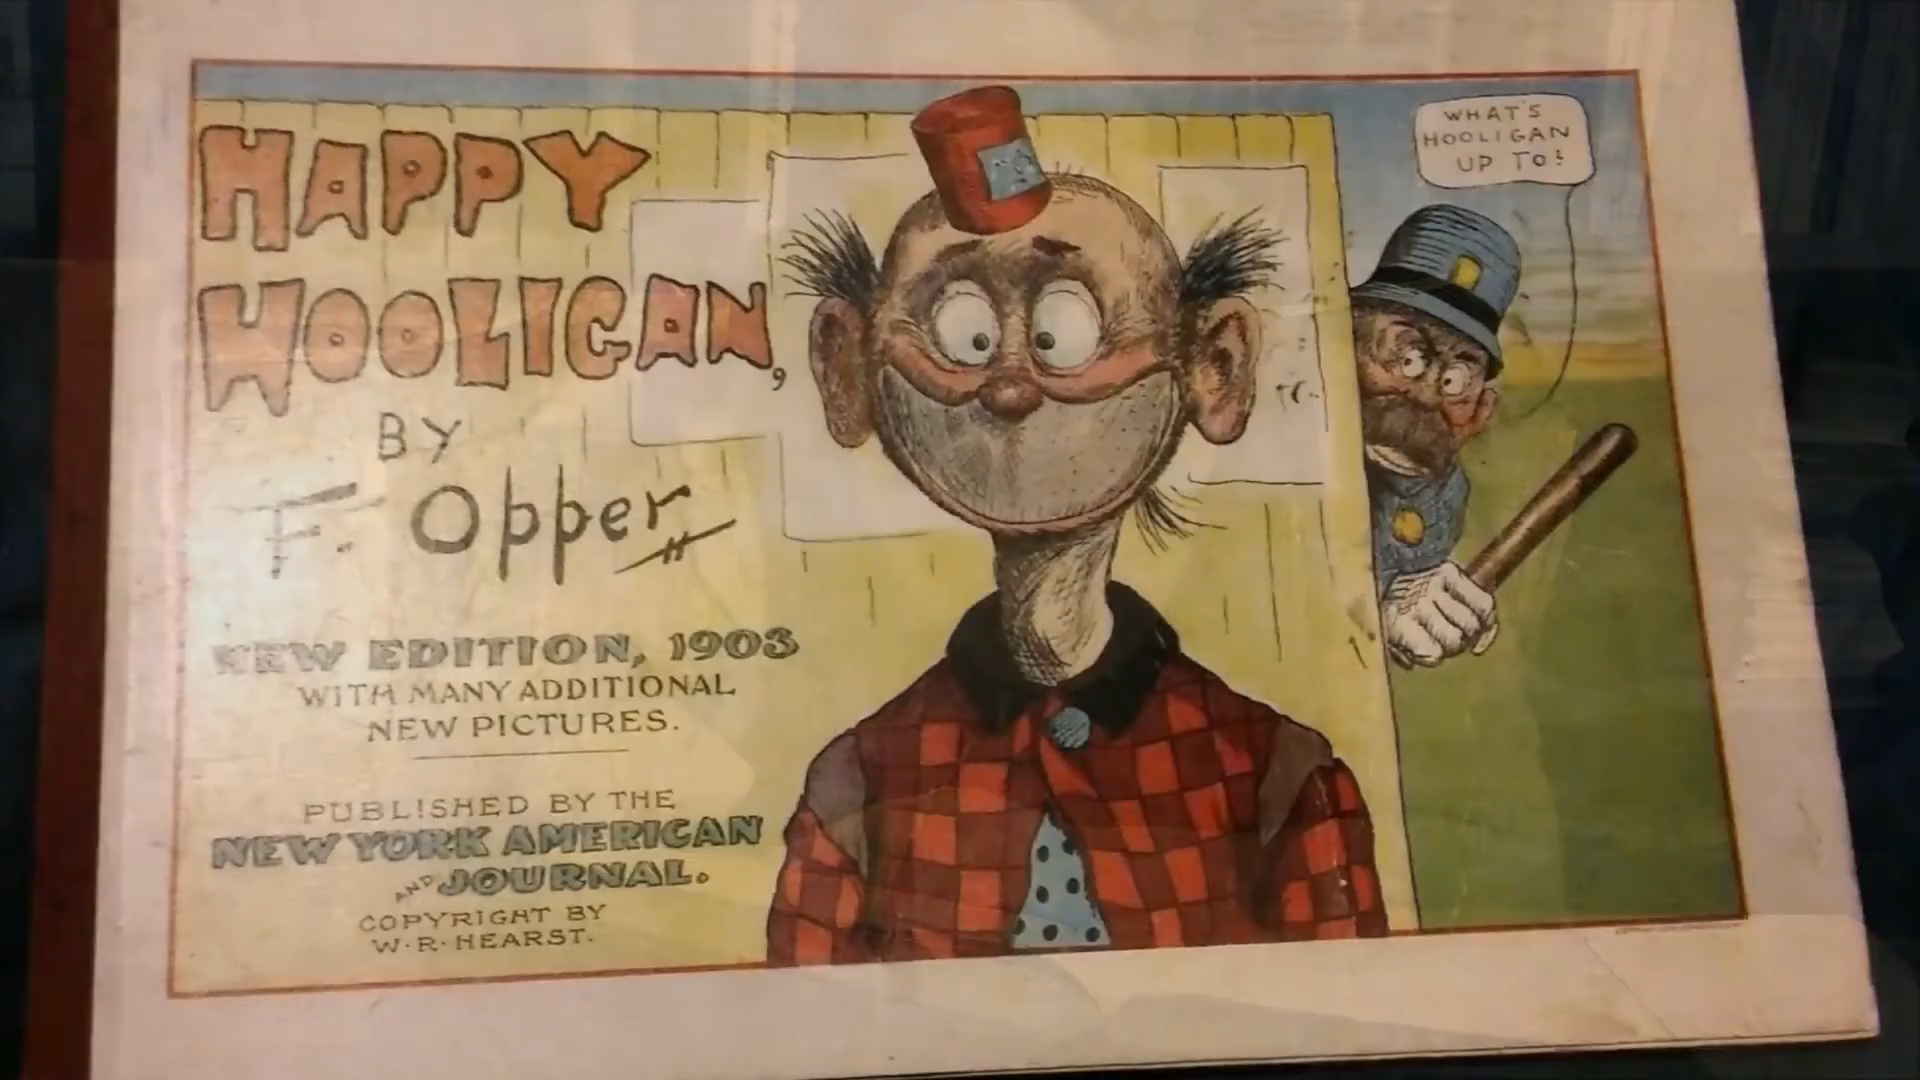 HAPPY
HOOLIGAN,
BY
F. Opper
NEW EDITION, 1903
WITH MANY ADDITIONAL
NEW PICTURES.
PUBLISHED BY THE
NEW YORK AMERICAN
AND JOURNAL.
COPYRIGHT BY
W·R·HEARST.
WHAT'S
HOOLIGAN
UP TO?